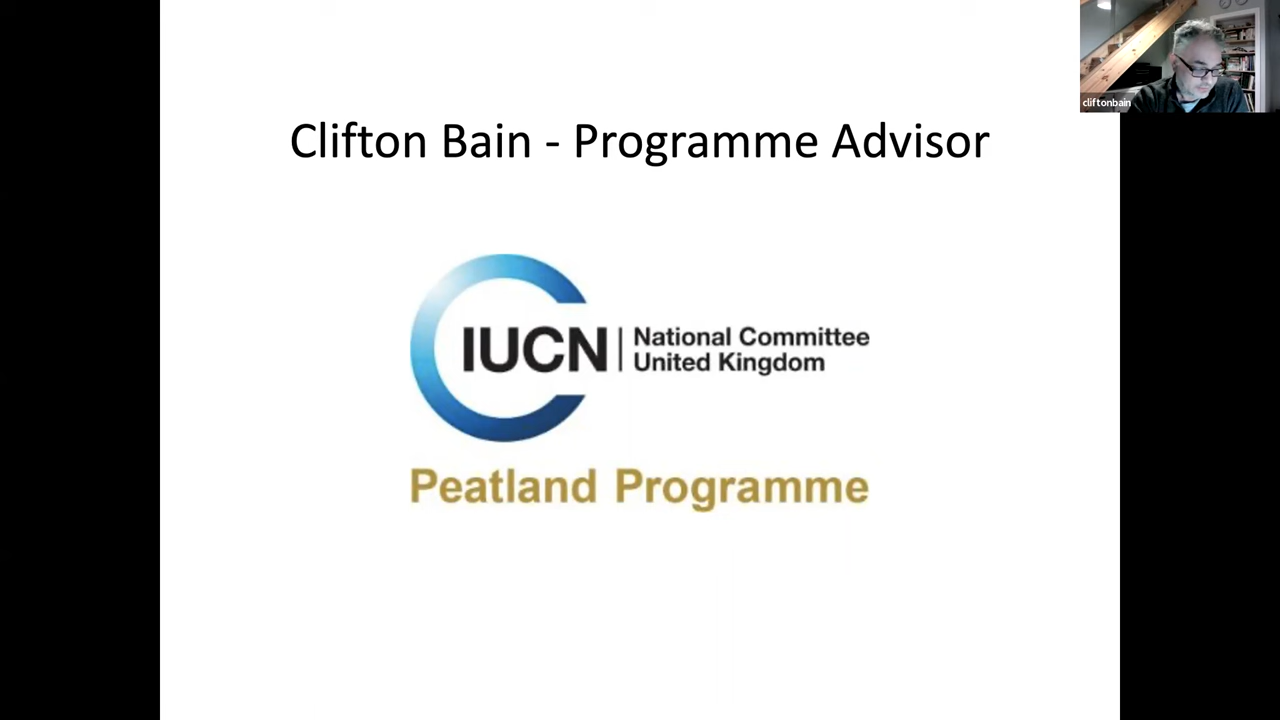 Clifton Bain - Programme Advisor
cliftonbain
IUCN
National Committee
United Kingdom
Peatland Programme